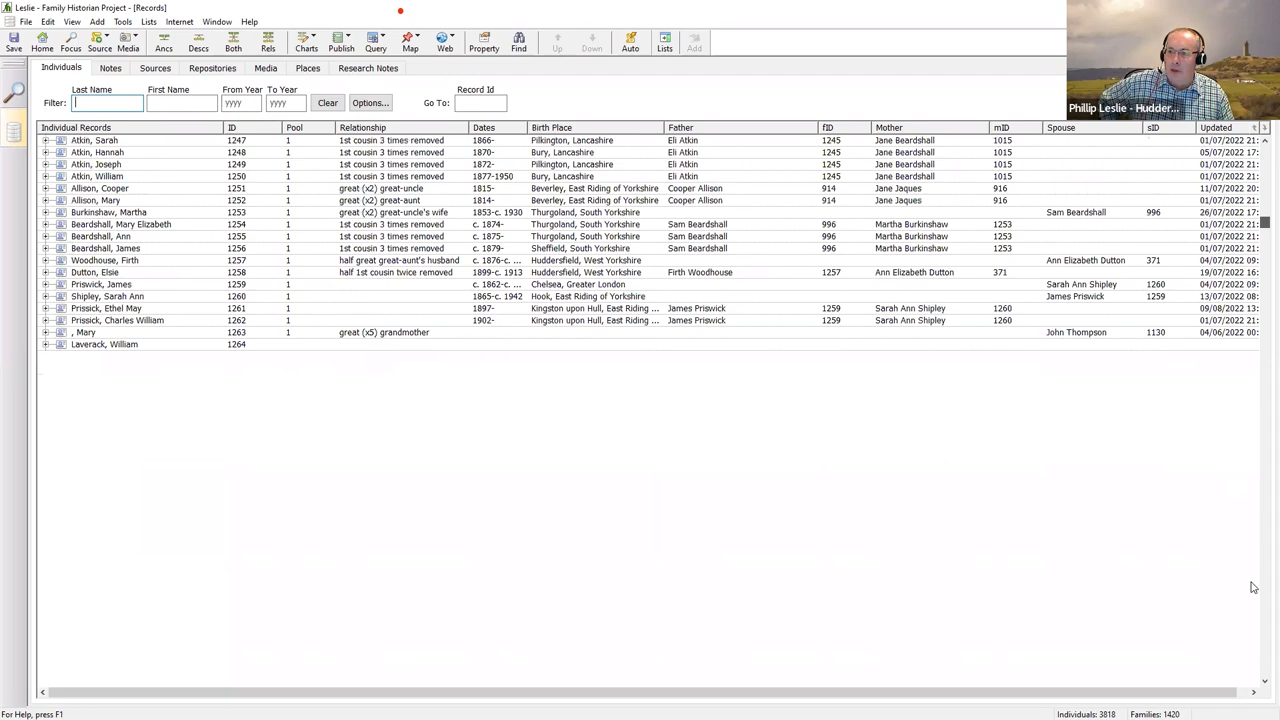 Leslie - Family Historian Project - [Records]
File Edit View Add Tools Lists Internet Window Help
Save Home Focus Source Media Ancs Descs Both Rels Charts Publish Query Map Web Property Find Up Down Auto Lists Add
Phillip Leslie - Hudder...
Individuals Notes Sources Repositories Media Places Research Notes
Last Name First Name From Year To Year Record Id
Filter: yyyy yyyy Clear Options... Go To:
Individual Records ID Pool Relationship Dates Birth Place Father fID Mother mID Spouse sID Updated
Atkin, Sarah 1247 1 1st cousin 3 times removed 1866- Pilkington, Lancashire Eli Atkin 1245 Jane Beardshall 1015 01/07/2022 21:
Atkin, Hannah 1248 1 1st cousin 3 times removed 1870- Bury, Lancashire Eli Atkin 1245 Jane Beardshall 1015 05/07/2022 17:
Atkin, Joseph 1249 1 1st cousin 3 times removed 1872- Pilkington, Lancashire Eli Atkin 1245 Jane Beardshall 1015 01/07/2022 21:
Atkin, William 1250 1 1st cousin 3 times removed 1877-1950 Bury, Lancashire Eli Atkin 1245 Jane Beardshall 1015 01/07/2022 21:
Allison, Cooper 1251 1 great (x2) great-uncle 1815- Beverley, East Riding of Yorkshire Cooper Allison 914 Jane Jaques 916 11/07/2022 20:
Allison, Mary 1252 1 great (x2) great-aunt 1814- Beverley, East Riding of Yorkshire Cooper Allison 914 Jane Jaques 916 01/07/2022 21:
Burkinshaw, Martha 1253 1 great (x2) great-uncle's wife 1853-c. 1930 Thurgoland, South Yorkshire Sam Beardshall 996 26/07/2022 17:
Beardshall, Mary Elizabeth 1254 1 1st cousin 3 times removed c. 1874- Thurgoland, South Yorkshire Sam Beardshall 996 Martha Burkinshaw 1253 01/07/2022 21:
Beardshall, Ann 1255 1 1st cousin 3 times removed c. 1875- Thurgoland, South Yorkshire Sam Beardshall 996 Martha Burkinshaw 1253 01/07/2022 21:
Beardshall, James 1256 1 1st cousin 3 times removed c. 1879- Sheffield, South Yorkshire Sam Beardshall 996 Martha Burkinshaw 1253 01/07/2022 21:
Woodhouse, Firth 1257 1 half great great-aunt's husband c. 1876-c. ... Huddersfield, West Yorkshire Ann Elizabeth Dutton 371 04/07/2022 09:
Dutton, Elsie 1258 1 half 1st cousin twice removed 1899-c. 1913 Huddersfield, West Yorkshire Firth Woodhouse 1257 Ann Elizabeth Dutton 371 19/07/2022 16:
Priswick, James 1259 1 c. 1862-c. ... Chelsea, Greater London Sarah Ann Shipley 1260 04/07/2022 09:
Shipley, Sarah Ann 1260 1 1865-c. 1942 Hook, East Riding of Yorkshire James Priswick 1259 13/07/2022 08:
Prissick, Ethel May 1261 1 1897- Kingston upon Hull, East Riding ... James Priswick 1259 Sarah Ann Shipley 1260 09/08/2022 13:
Prissick, Charles William 1262 1 1902- Kingston upon Hull, East Riding ... James Priswick 1259 Sarah Ann Shipley 1260 01/07/2022 21:
, Mary 1263 1 great (x5) grandmother John Thompson 1130 04/06/2022 00:
Laverack, William 1264
For Help, press F1 Individuals: 3818 Families: 1420